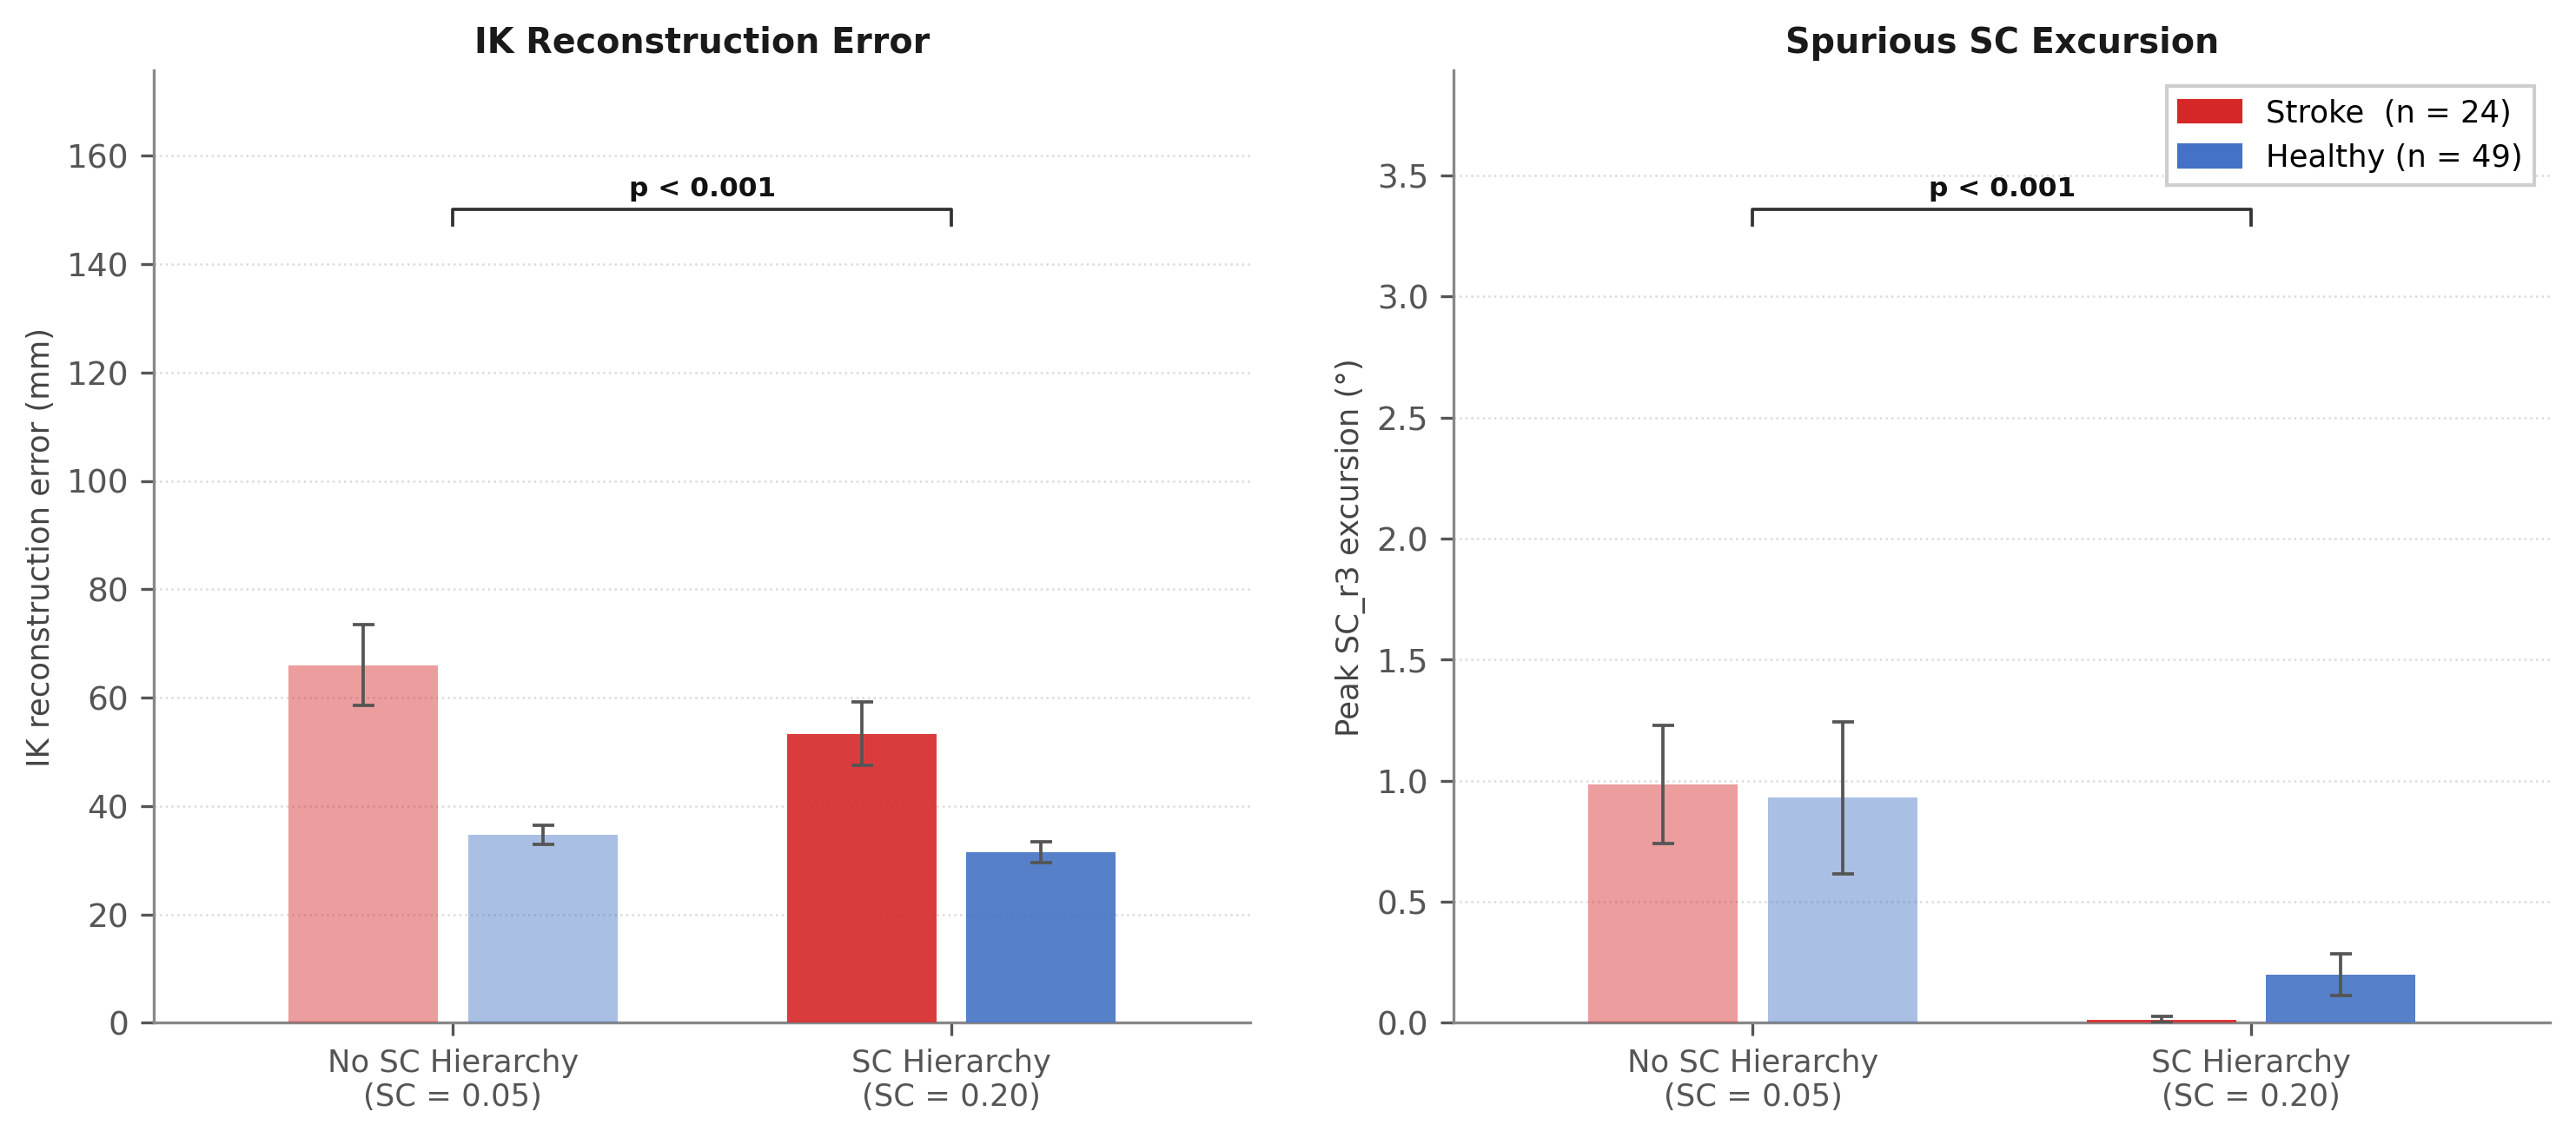 IK Reconstruction Error
IK reconstruction error (mm)
160
140
120
100
80
60
40
20
0
p < 0.001
No SC Hierarchy
(SC = 0.05)
SC Hierarchy
(SC = 0.20)
Spurious SC Excursion
Peak SC_r3 excursion (°)
3.5
3.0
2.5
2.0
1.5
1.0
0.5
0.0
Stroke (n = 24)
Healthy (n = 49)
p < 0.001
No SC Hierarchy
(SC = 0.05)
SC Hierarchy
(SC = 0.20)